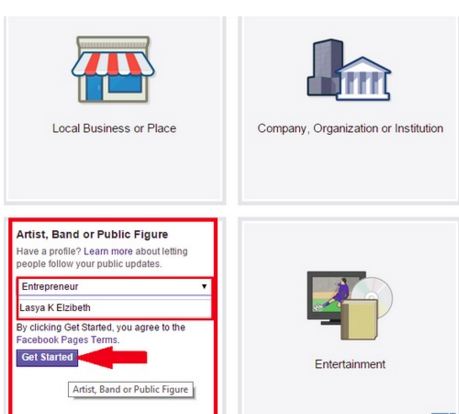 Local Business or Place
Company, Organization or Institution
Artist, Band or Public Figure
Have a profile? Learn more about letting
people follow your public updates.
Entrepreneur
Lasya K Elzibeth
By clicking Get Started, you agree to the
Facebook Pages Terms.
Get Started
Artist, Band or Public Figure
Entertainment